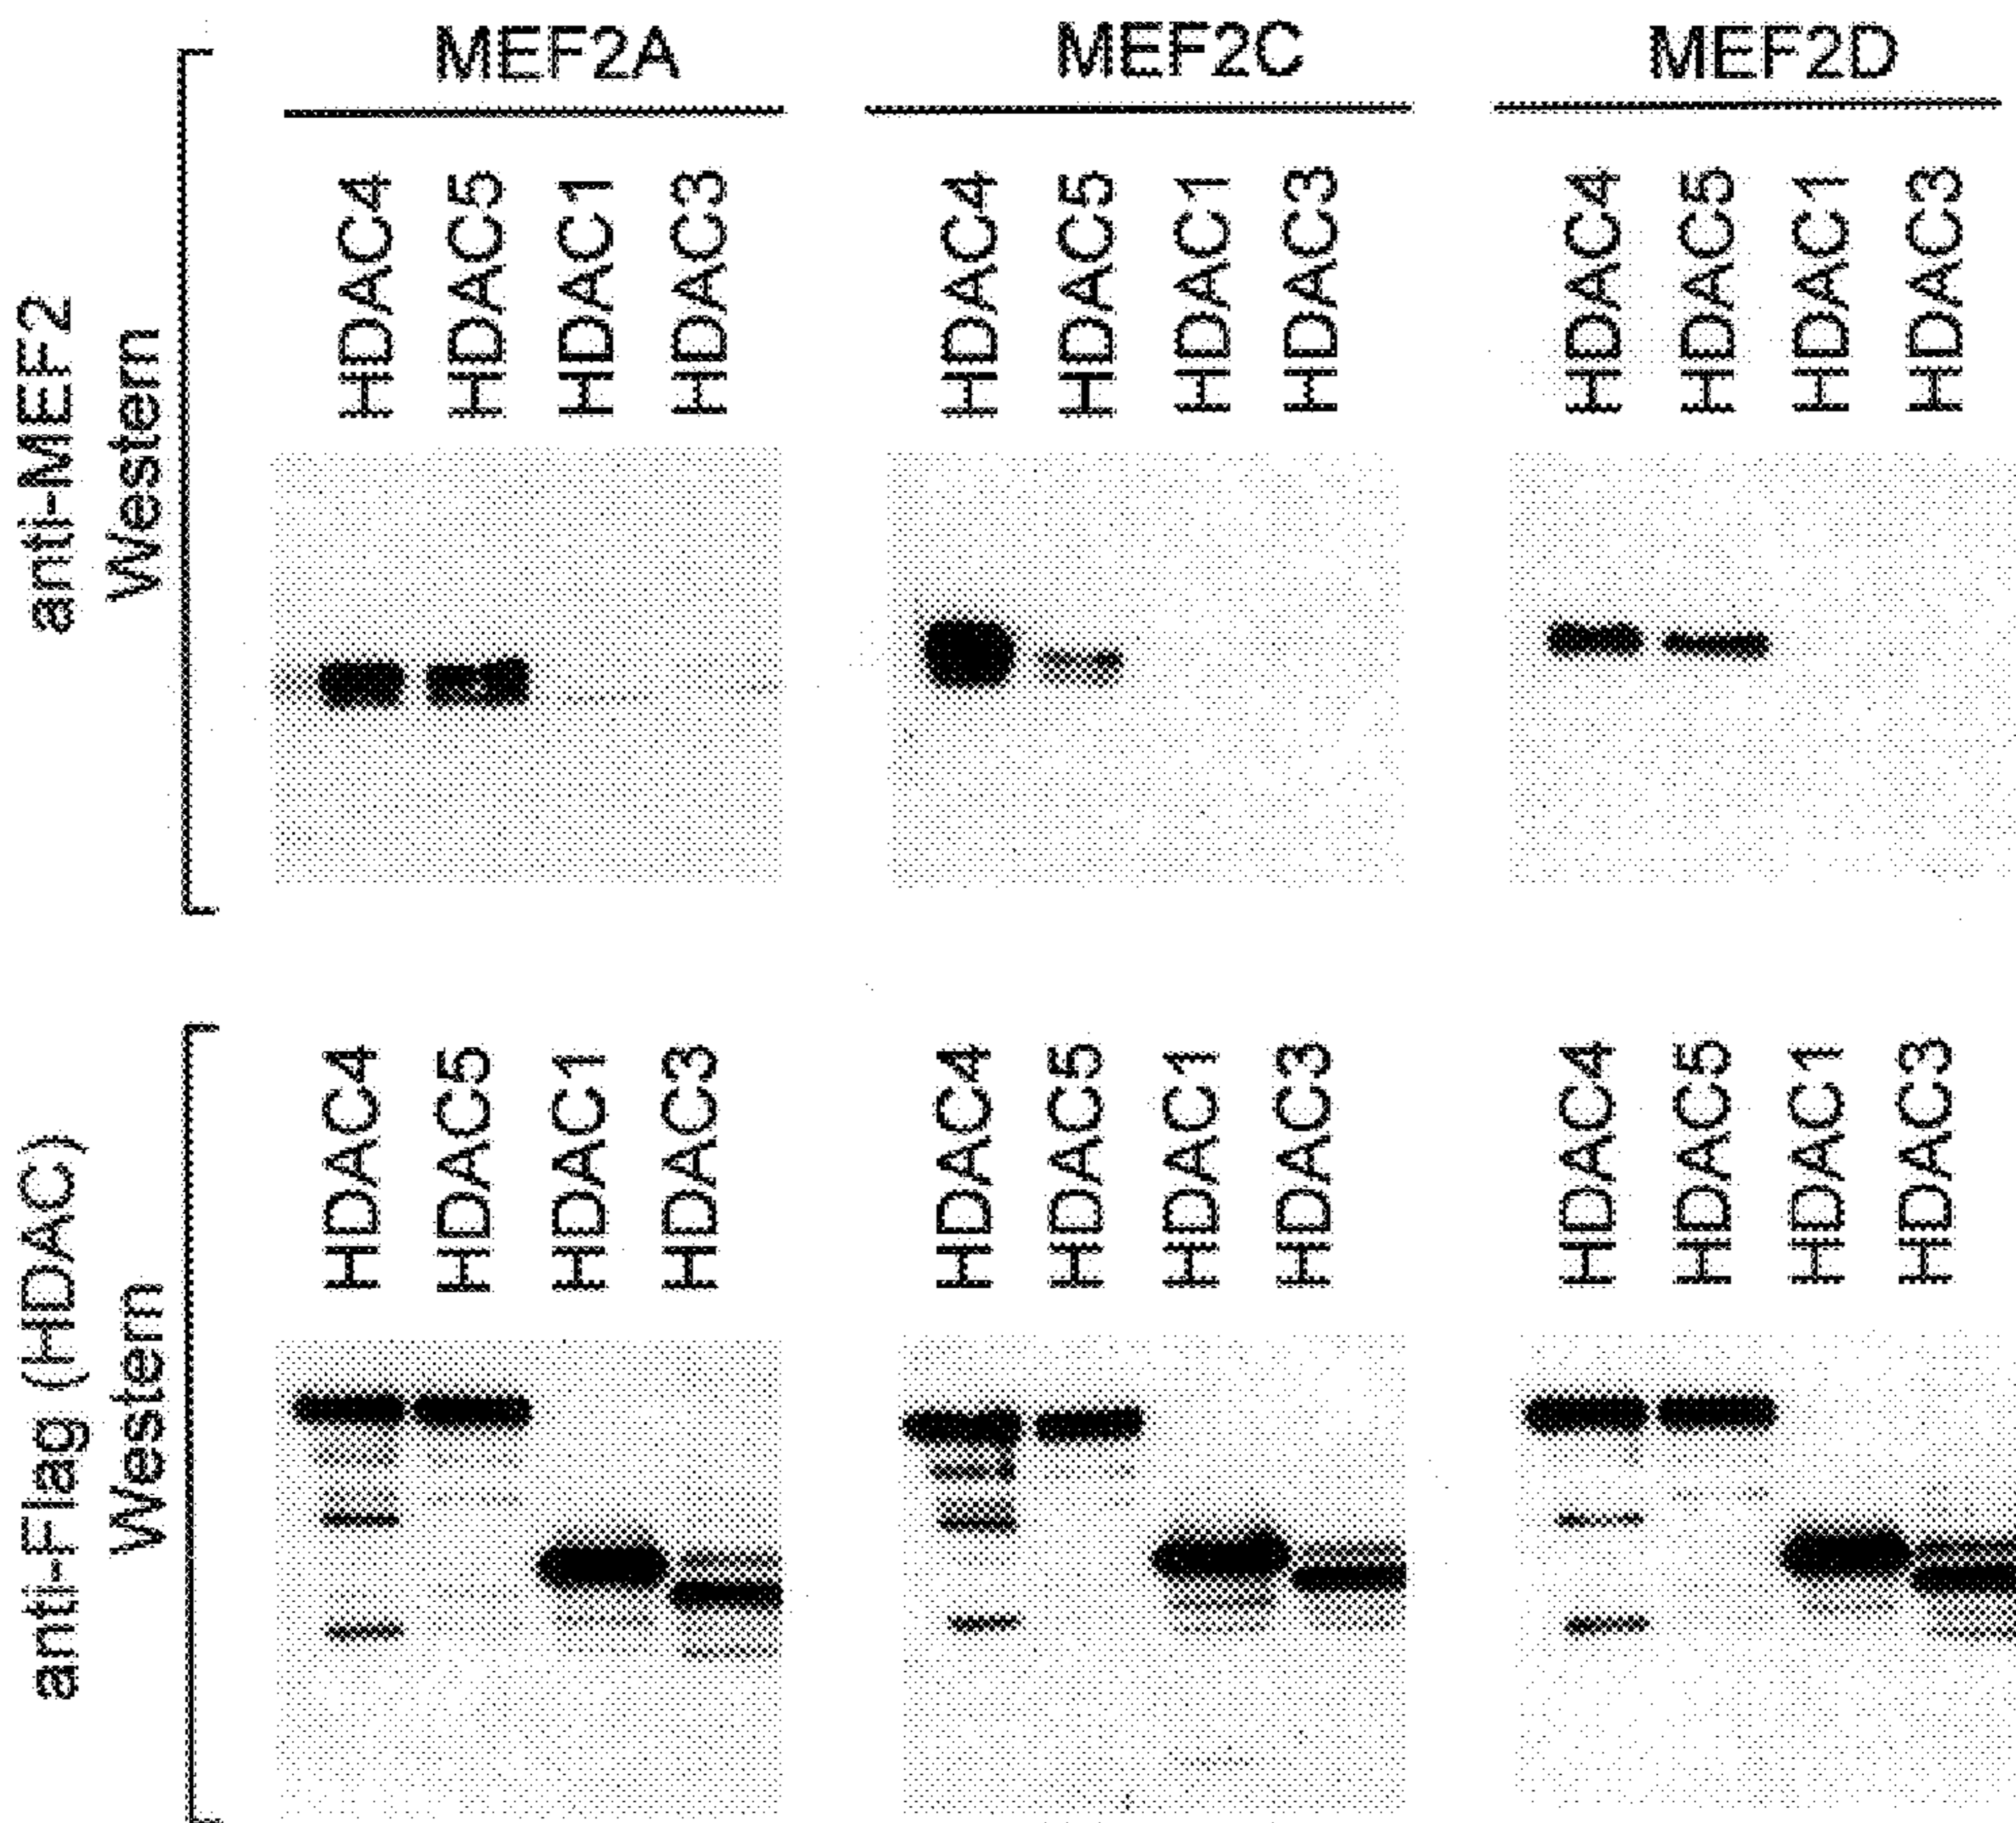 MEF2A MEF2C MEF2D
HDAC4 HDAC5 HDAC1 HDAC3 HDAC4 HDAC5 HDAC1 HDAC3 HDAC4 HDAC5 HDAC1 HDAC3
anti-MEF2
Western
HDAC4 HDAC5 HDAC1 HDAC3 HDAC4 HDAC5 HDAC1 HDAC3 HDAC4 HDAC5 HDAC1 HDAC3
anti-Flag (HDAC)
Western